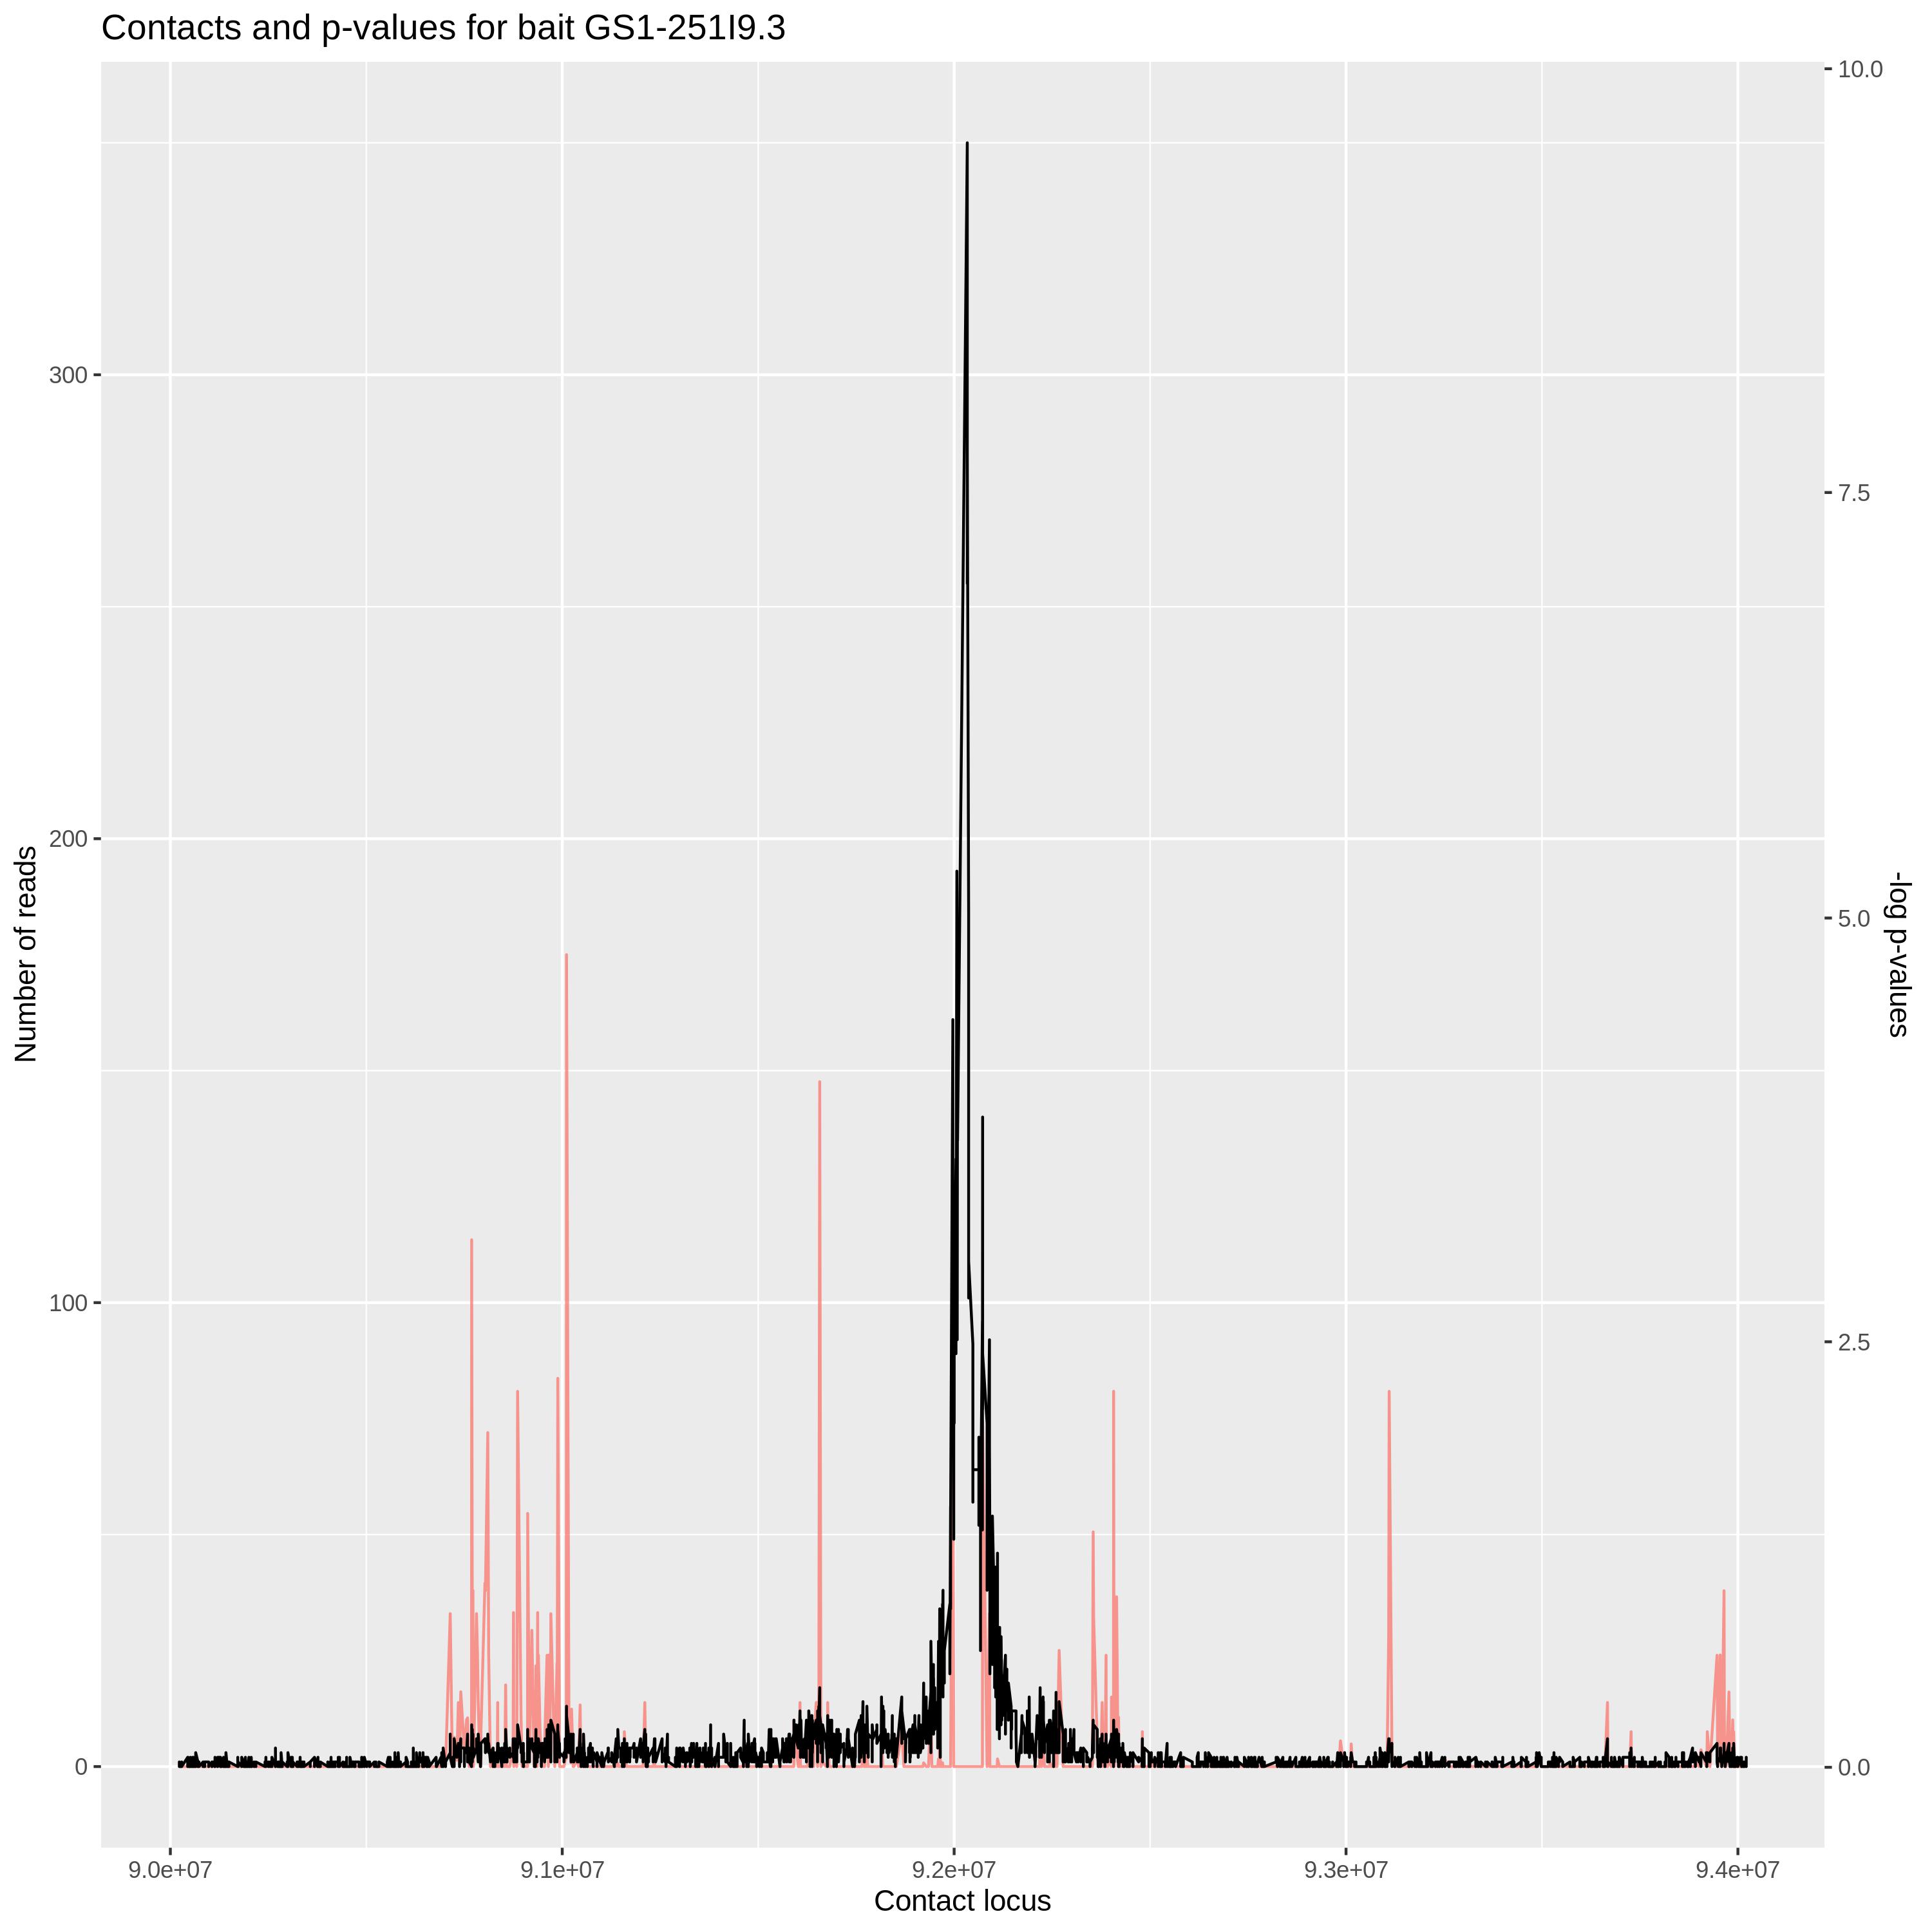 Contacts and p-values for bait GS1-251I9.3
10.0
7.5
5.0
2.5
0.0
300
200
100
0
Number of reads
-log p-values
9.0e+07
9.1e+07
9.2e+07
9.3e+07
9.4e+07
Contact locus